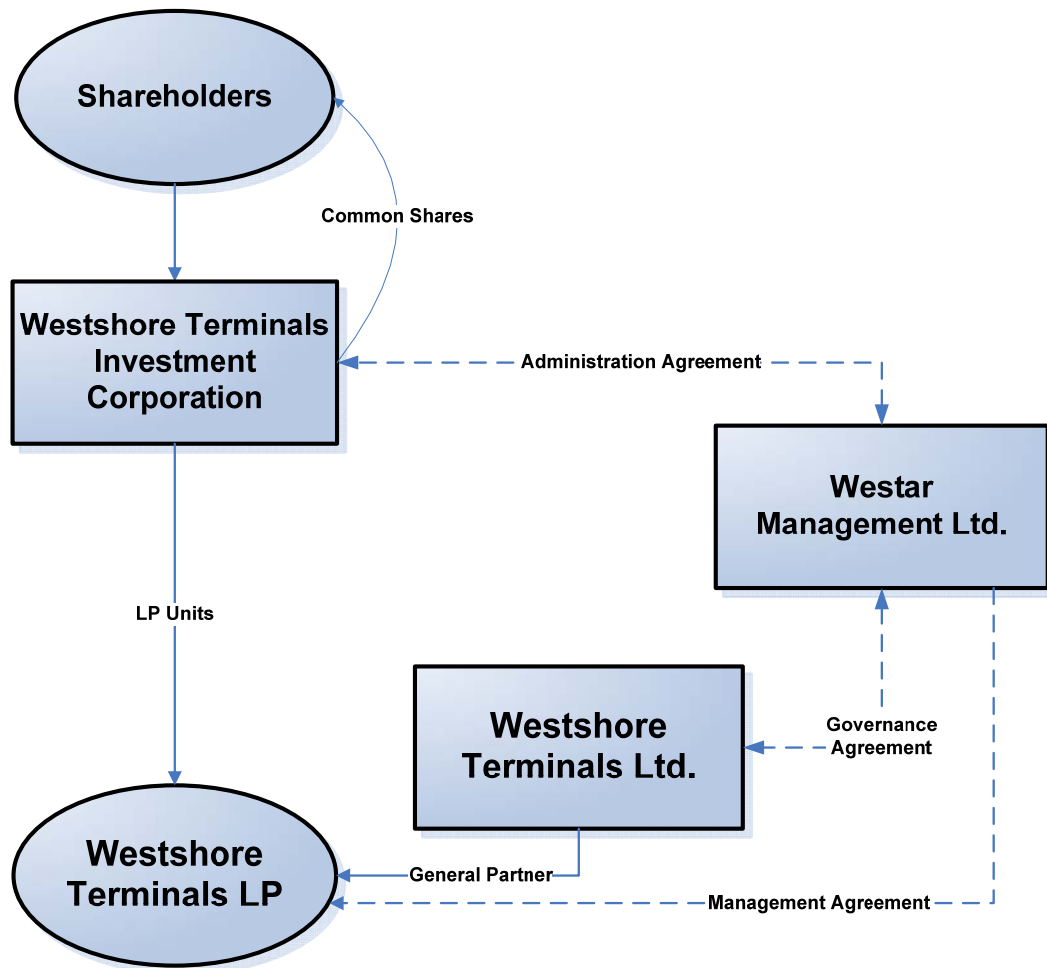 Shareholders
Common Shares
Westshore Terminals
Investment
Corporation
Administration Agreement
Westar
Management Ltd.
LP Units
Westshore
Terminals Ltd.
Governance
Agreement
Westshore
Terminals LP
General Partner
Management Agreement